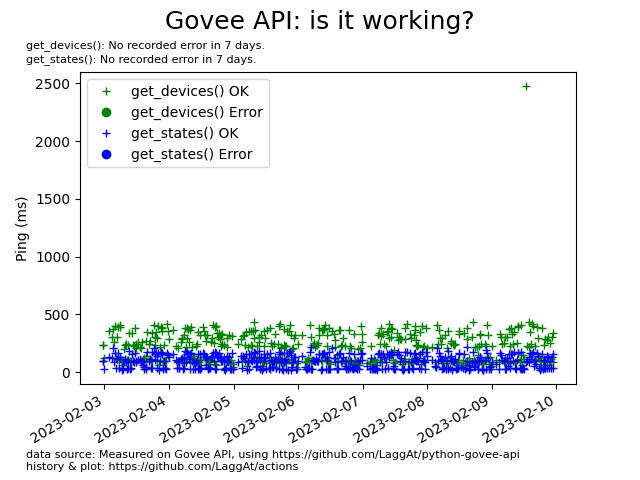 Govee API: is it working?
get_devices(): No recorded error in 7 days.
get_states(): No recorded error in 7 days.
get_devices() OK
get_devices() Error
get_states() OK
get_states() Error
Ping (ms)
2500
2000
1500
1000
500
0
2023-02-03
2023-02-04
2023-02-05
2023-02-06
2023-02-07
2023-02-08
2023-02-09
2023-02-10
data source: Measured on Govee API, using https://github.com/LaggAt/python-govee-api
history & plot: https://github.com/LaggAt/actions